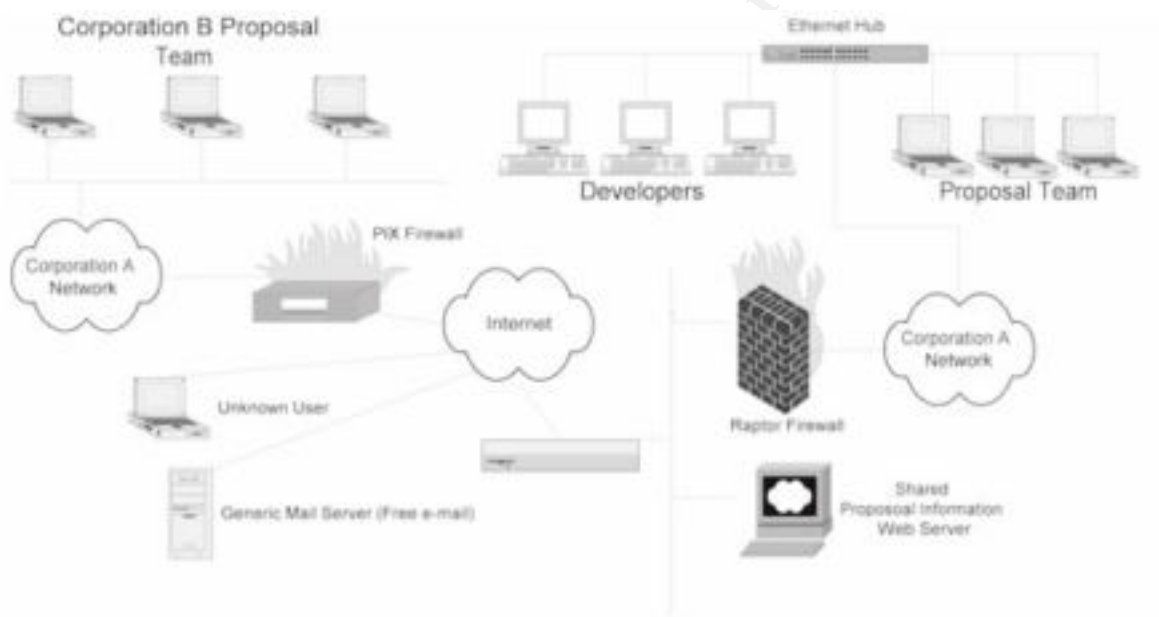 Corporation B Proposal
Team
Ethernet Hub
Developers
Proposal Team
PIX Firewall
Corporation A
Network
Internet
Corporation A
Network
Unknown User
Raptor Firewall
Generic Mail Server (Free e-mail)
Shared
Proposoal Information
Web Server